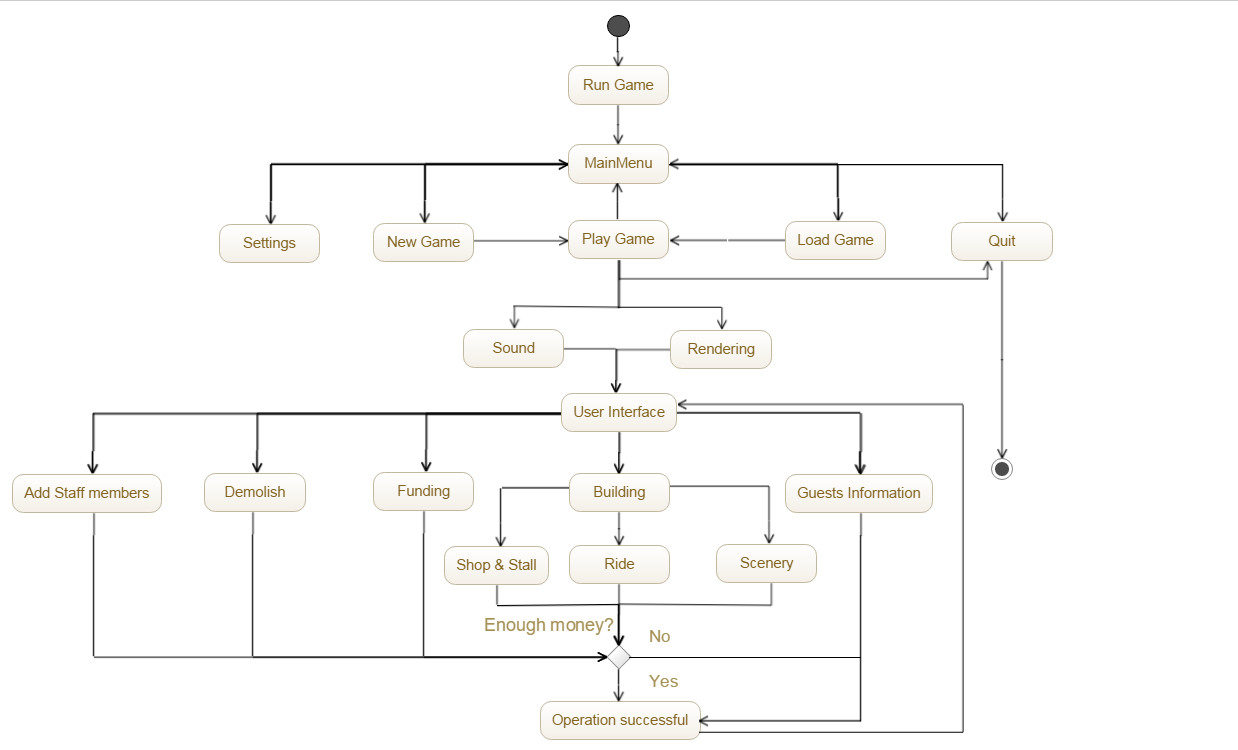 Run Game
MainMenu
Settings
New Game
Play Game
Load Game
Quit
Sound
Rendering
User Interface
Add Staff members
Demolish
Funding
Building
Guests Information
Shop & Stall
Ride
Scenery
Enough money?
No
Yes
Operation successful